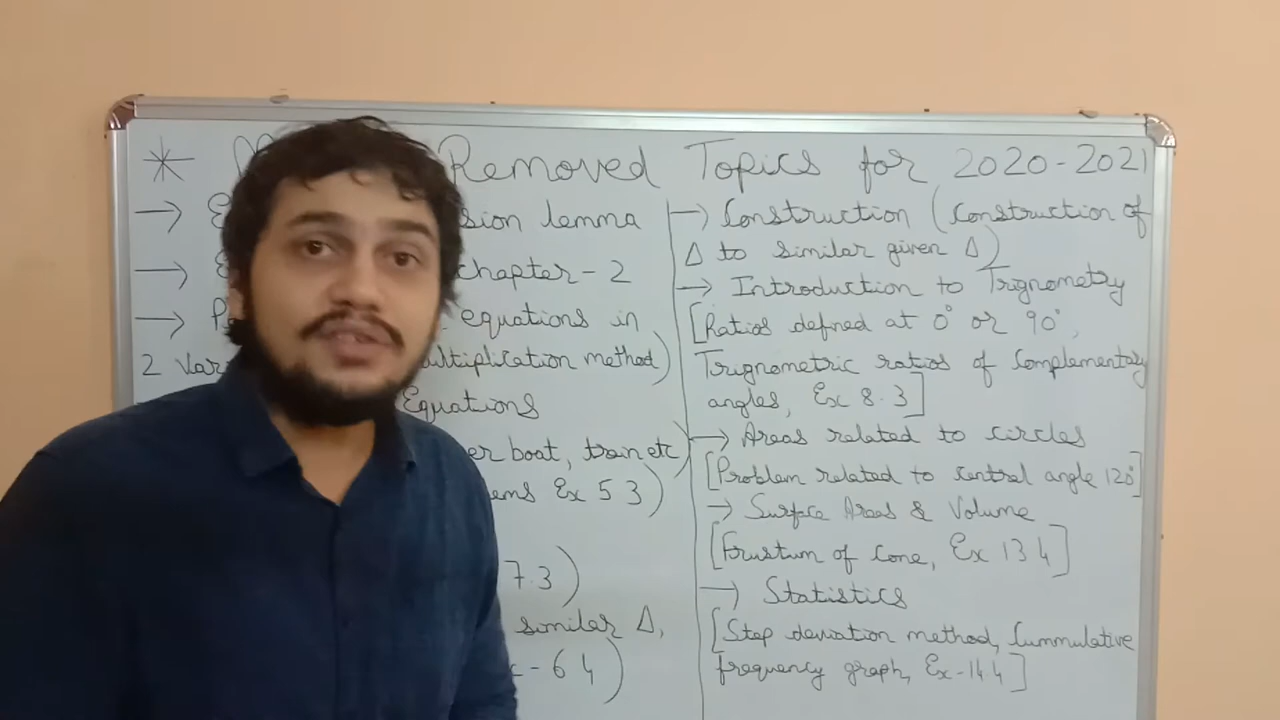 * Removed Topics for 2020-2021
→ sion lemma
→ chapter-2
→ equations in
2 Var ultiplication method)
Equations
er boat, train etc)
ems Ex 5.3)
7.3)
similar Δ,
- 6.4)
→ Construction (Construction of
Δ to similar given Δ)
→ Introduction to Trignometry
[Ratios defined at 0° or 90°,
Trignometric ratios of Complementary
angles, Ex 8.3]
→ Areas related to circles
[Problem related to central angle 120°]
→ Surface Areas & Volume
[Frustum of Cone, Ex 13.4]
→ Statistics
[Step deviation method, Cummulative
frequency graph, Ex-14.4]